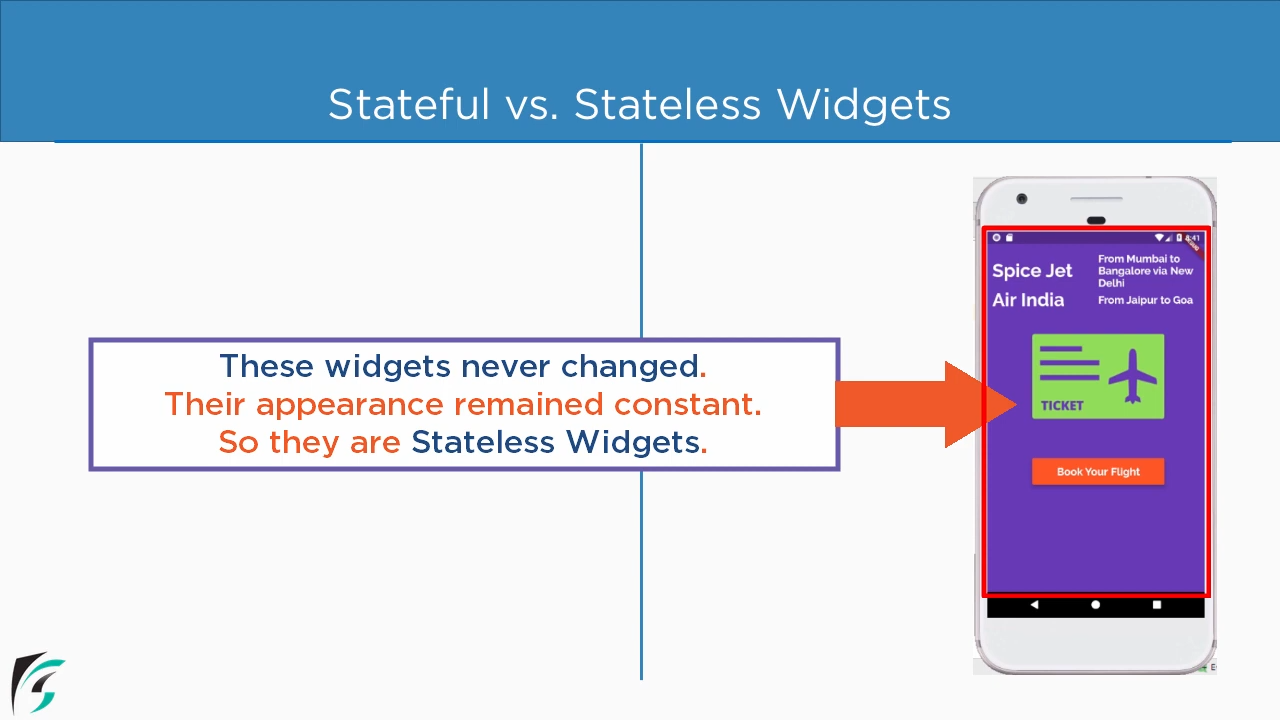 Stateful vs. Stateless Widgets
These widgets never changed.
Their appearance remained constant.
So they are Stateless Widgets.
8:41
Spice Jet
From Mumbai to
Bangalore via New
Delhi
Air India
From Jaipur to Goa
TICKET
Book Your Flight